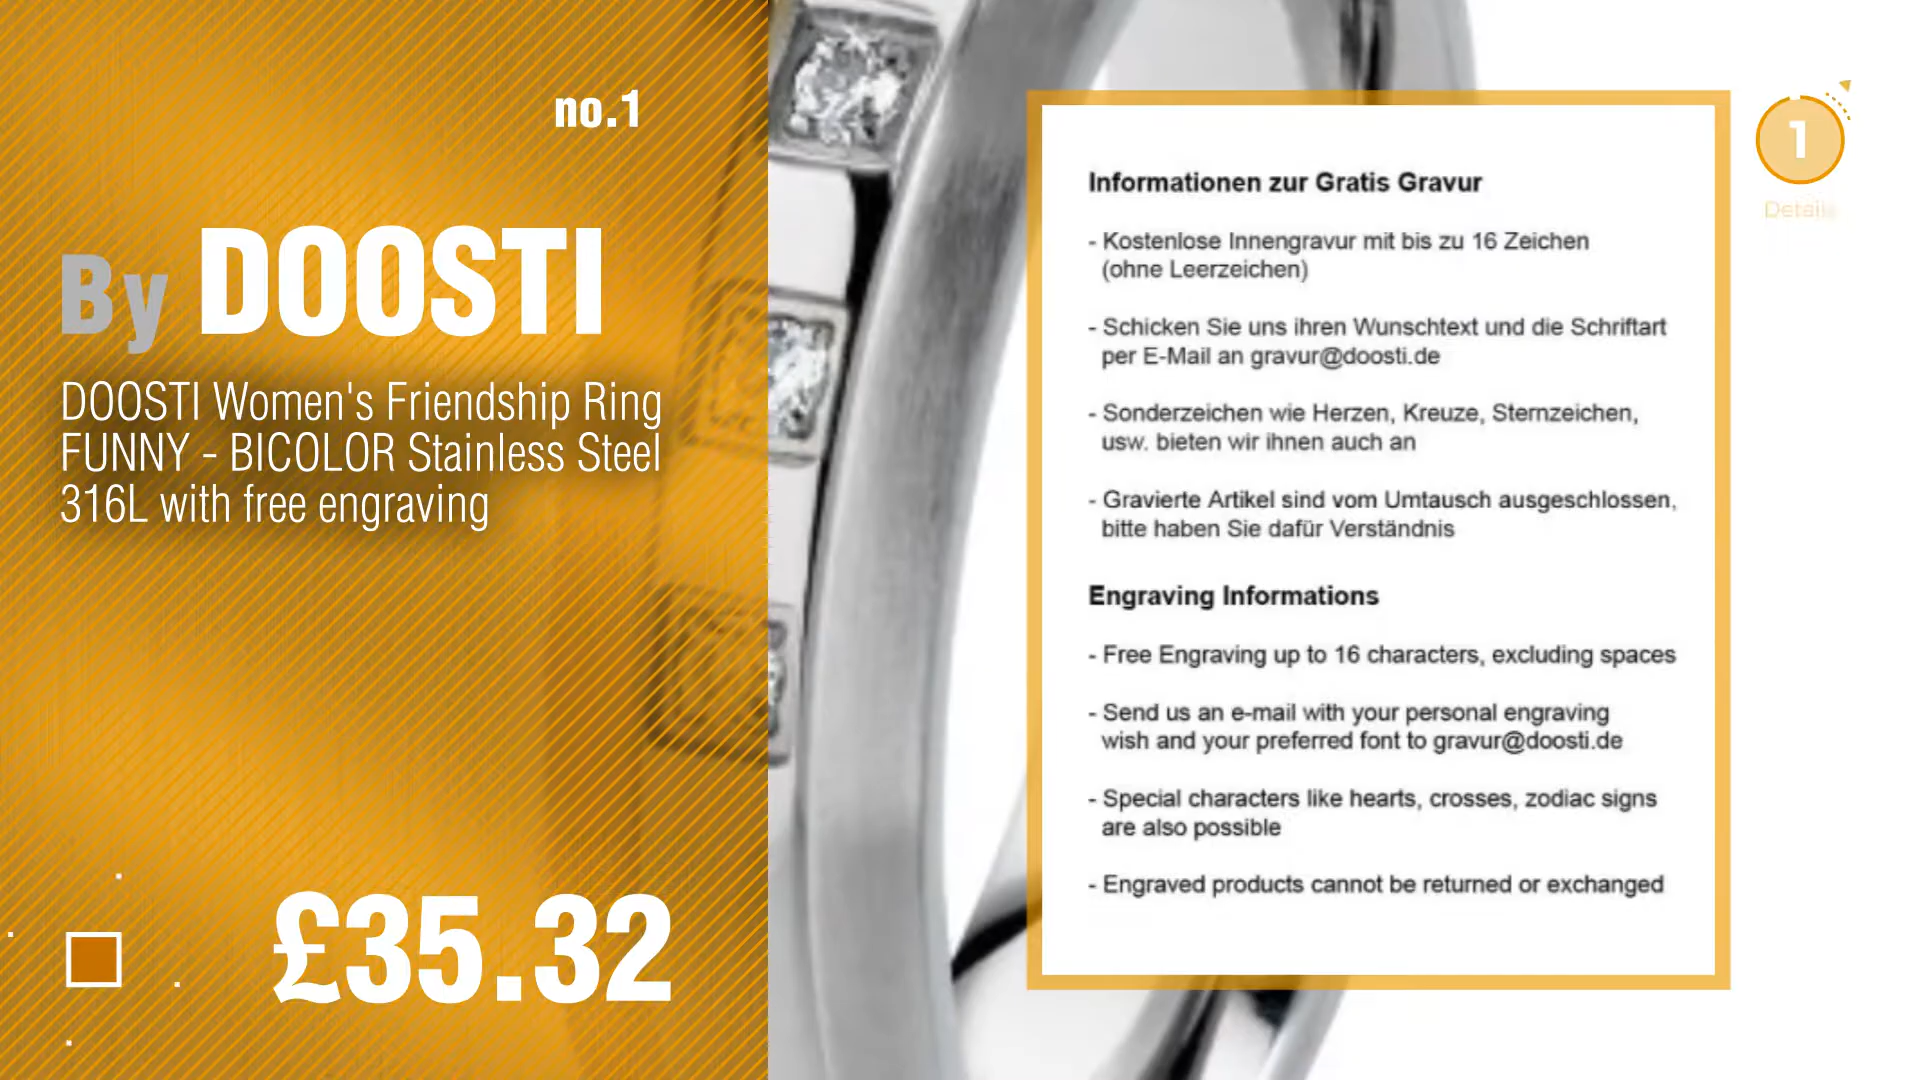 no.1
By DOOSTI
DOOSTI Women's Friendship Ring
FUNNY - BICOLOR Stainless Steel
316L with free engraving
£35.32
Informationen zur Gratis Gravur
- Kostenlose Innengravur mit bis zu 16 Zeichen
(ohne Leerzeichen)
- Schicken Sie uns ihren Wunschtext und die Schriftart
per E-Mail an gravur@doosti.de
- Sonderzeichen wie Herzen, Kreuze, Sternzeichen,
usw. bieten wir ihnen auch an
- Gravierte Artikel sind vom Umtausch ausgeschlossen,
bitte haben Sie dafür Verständnis
Engraving Informations
- Free Engraving up to 16 characters, excluding spaces
- Send us an e-mail with your personal engraving
wish and your preferred font to gravur@doosti.de
- Special characters like hearts, crosses, zodiac signs
are also possible
- Engraved products cannot be returned or exchanged
1
Details